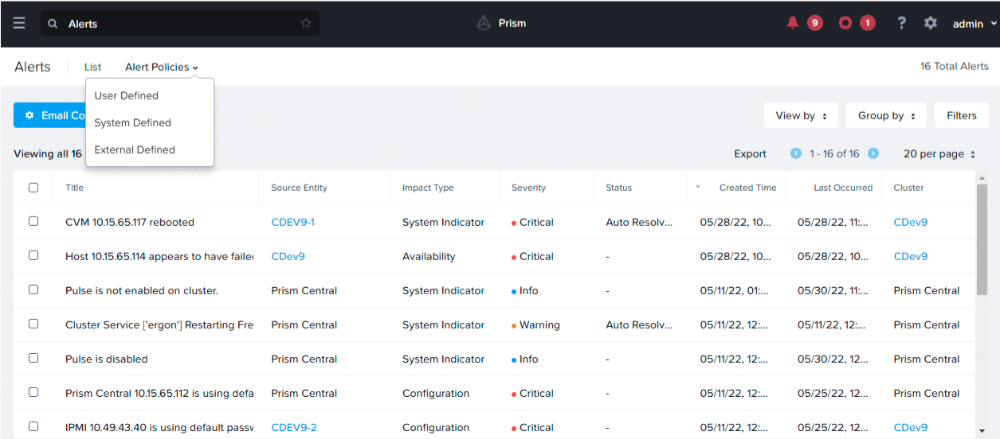 Alerts Prism 9 1 ? admin
Alerts List Alert Policies 16 Total Alerts
User Defined
System Defined
External Defined
Email Co View by Group by Filters
Viewing all 16 Export 1 - 16 of 16 20 per page
Title Source Entity Impact Type Severity Status Created Time Last Occurred Cluster
CVM 10.15.65.117 rebooted CDEV9-1 System Indicator Critical Auto Resolv... 05/28/22, 10... 05/28/22, 11:... CDev9
Host 10.15.65.114 appears to have failed CDev9 Availability Critical - 05/28/22, 10... 05/28/22, 10... CDev9
Pulse is not enabled on cluster. Prism Central System Indicator Info - 05/11/22, 01:... 05/30/22, 11:... Prism Central
Cluster Service ['ergon'] Restarting Fre Prism Central System Indicator Warning Auto Resolv... 05/11/22, 12:... 05/11/22, 12:... Prism Central
Pulse is disabled Prism Central System Indicator Info - 05/11/22, 12:... 05/30/22, 12... Prism Central
Prism Central 10.15.65.112 is using defa Prism Central Configuration Critical - 05/11/22, 12:... 05/25/22, 12... Prism Central
IPMI 10.49.43.40 is using default passw CDEV9-2 Configuration Critical - 05/11/22, 12:... 05/25/22, 12... CDev9